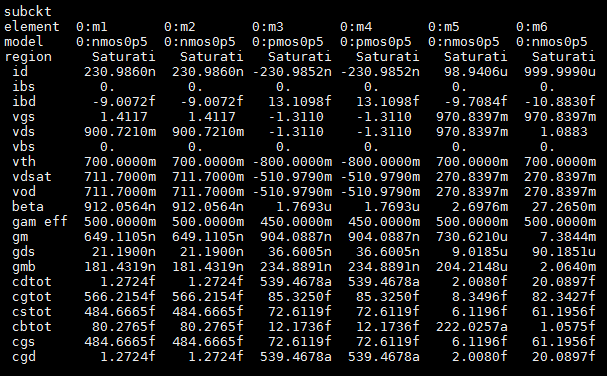 subckt
element 0:m1 0:m2 0:m3 0:m4 0:m5 0:m6
model 0:nmos0p5 0:nmos0p5 0:pmos0p5 0:pmos0p5 0:nmos0p5 0:nmos0p5
region Saturati Saturati Saturati Saturati Saturati Saturati
id 230.9860n 230.9860n -230.9852n -230.9852n 98.9406u 999.9990u
ibs 0. 0. 0. 0. 0. 0.
ibd -9.0072f -9.0072f 13.1098f 13.1098f -9.7084f -10.8830f
vgs 1.4117 1.4117 -1.3110 -1.3110 970.8397m 970.8397m
vds 900.7210m 900.7210m -1.3110 -1.3110 970.8397m 1.0883
vbs 0. 0. 0. 0. 0. 0.
vth 700.0000m 700.0000m -800.0000m -800.0000m 700.0000m 700.0000m
vdsat 711.7000m 711.7000m -510.9790m -510.9790m 270.8397m 270.8397m
vod 711.7000m 711.7000m -510.9790m -510.9790m 270.8397m 270.8397m
beta 912.0564n 912.0564n 1.7693u 1.7693u 2.6976m 27.2650m
gam eff 500.0000m 500.0000m 450.0000m 450.0000m 500.0000m 500.0000m
gm 649.1105n 649.1105n 904.0887n 904.0887n 730.6210u 7.3844m
gds 21.1900n 21.1900n 36.6005n 36.6005n 9.0185u 90.1851u
gmb 181.4319n 181.4319n 234.8891n 234.8891n 204.2148u 2.0640m
cdtot 1.2724f 1.2724f 539.4678a 539.4678a 2.0080f 20.0897f
cgtot 566.2154f 566.2154f 85.3250f 85.3250f 8.3496f 82.3427f
cstot 484.6665f 484.6665f 72.6119f 72.6119f 6.1196f 61.1956f
cbtot 80.2765f 80.2765f 12.1736f 12.1736f 222.0257a 1.0575f
cgs 484.6665f 484.6665f 72.6119f 72.6119f 6.1196f 61.1956f
cgd 1.2724f 1.2724f 539.4678a 539.4678a 2.0080f 20.0897f